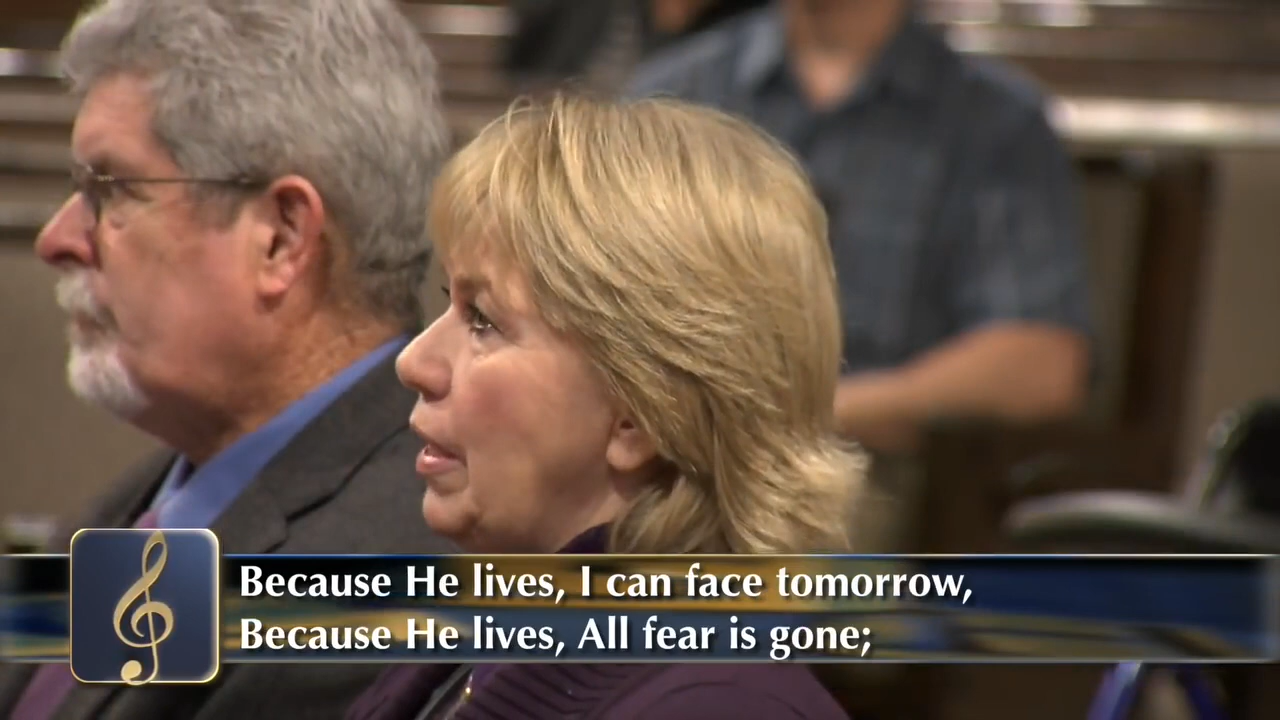 Because He lives, I can face tomorrow,
Because He lives, All fear is gone;